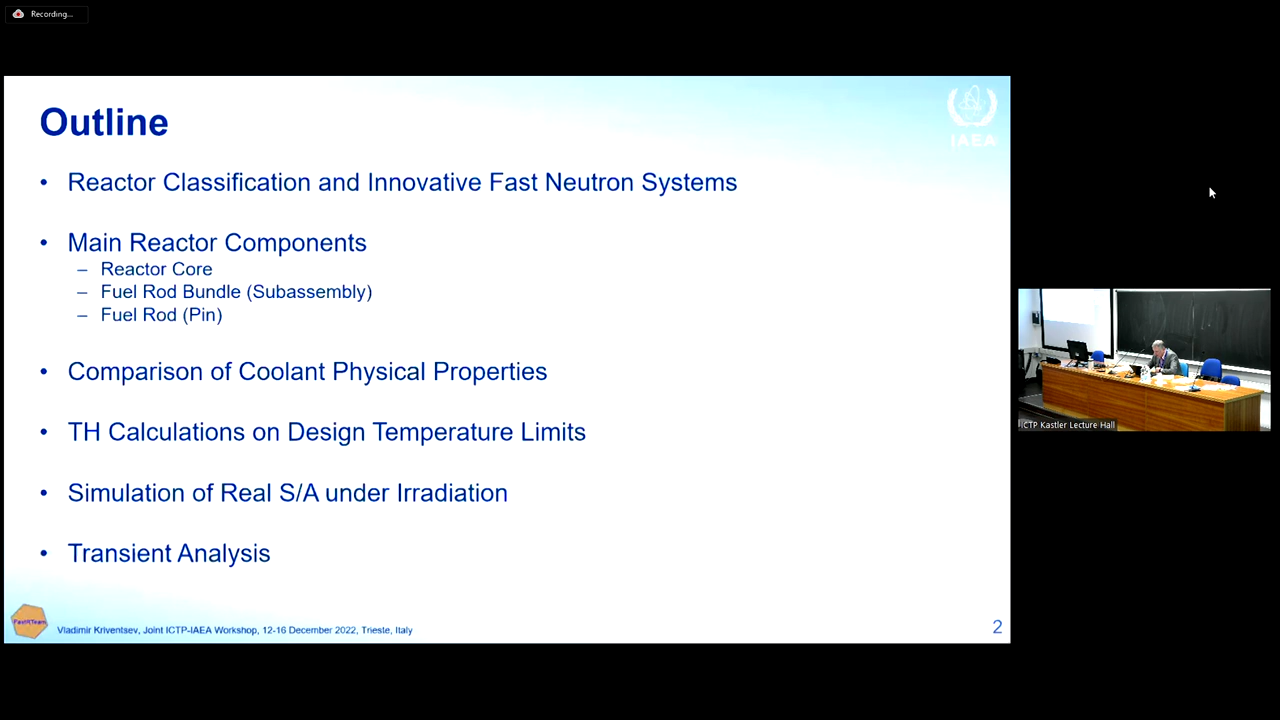 Recording...
Outline
IAEA
• Reactor Classification and Innovative Fast Neutron Systems
• Main Reactor Components
– Reactor Core
– Fuel Rod Bundle (Subassembly)
– Fuel Rod (Pin)
• Comparison of Coolant Physical Properties
• TH Calculations on Design Temperature Limits
• Simulation of Real S/A under Irradiation
• Transient Analysis
ICTP Kastler Lecture Hall
FastRTeam
Vladimir Kriventsev, Joint ICTP-IAEA Workshop, 12-16 December 2022, Trieste, Italy
2